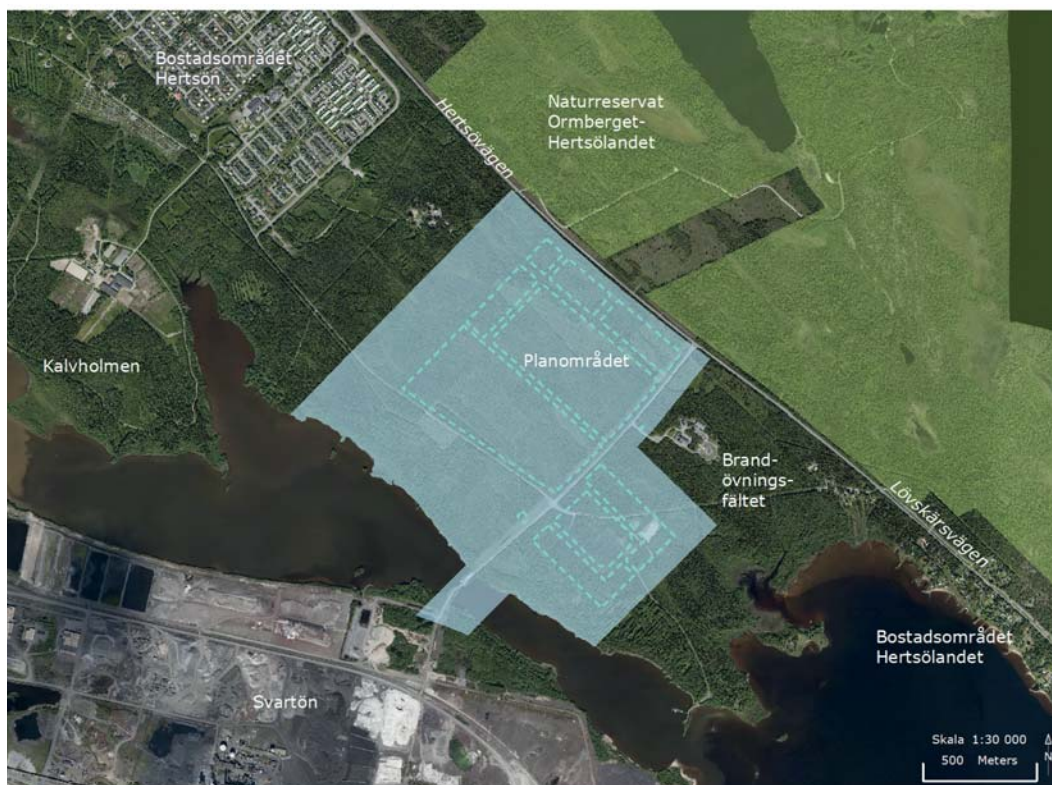 Bostadsområdet
Hertsön
Naturreservat
Ormberget-
Hertsölandet
Hertsövägen
Planområdet
Kalvholmen
Brand-
övnings-
fältet
Lövskärsvägen
Bostadsområdet
Hertsölandet
Svartön
Skala 1:30 000
500 Meters
N